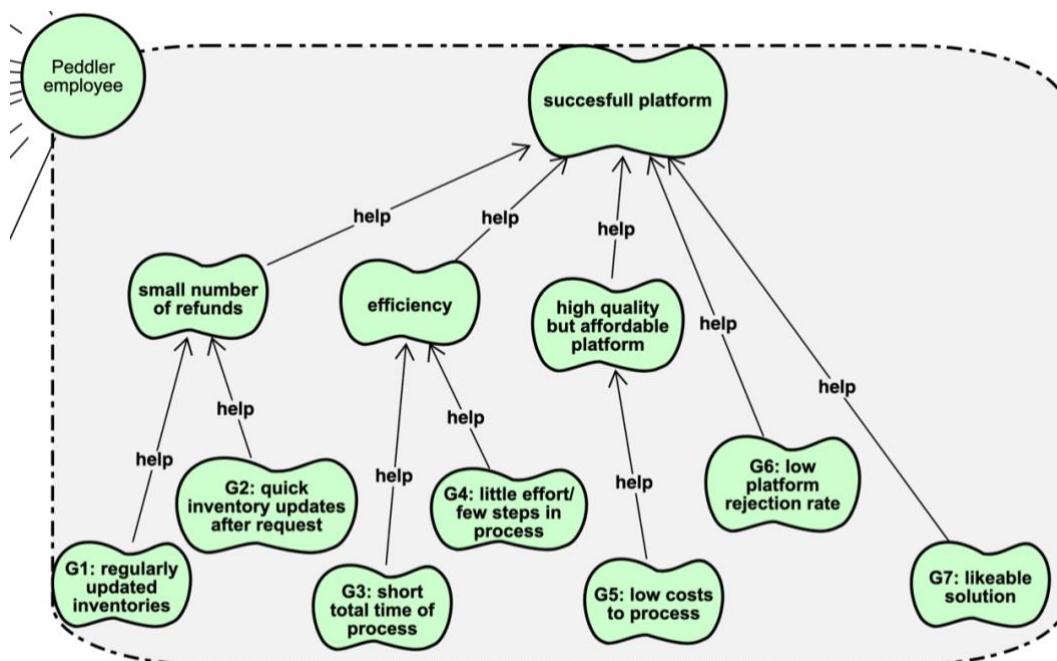 Peddler
employee
succesfull platform
help
help
help
small number
of refunds
efficiency
high quality
but affordable
platform
help
help
help
help
help
help
help
G2: quick
inventory updates
after request
G4: little effort/
few steps in
process
G6: low
platform
rejection rate
G1: regularly
updated
inventories
G3: short
total time of
process
G5: low costs
to process
G7: likeable
solution